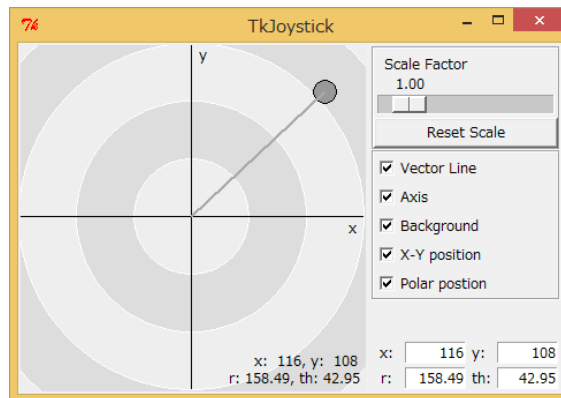 TkJoystick
y
x
x: 116, y: 108
r: 158.49, th: 42.95
Scale Factor
1.00
Reset Scale
Vector Line
Axis
Background
X-Y position
Polar postion
x: 116 y: 108
r: 158.49 th: 42.95